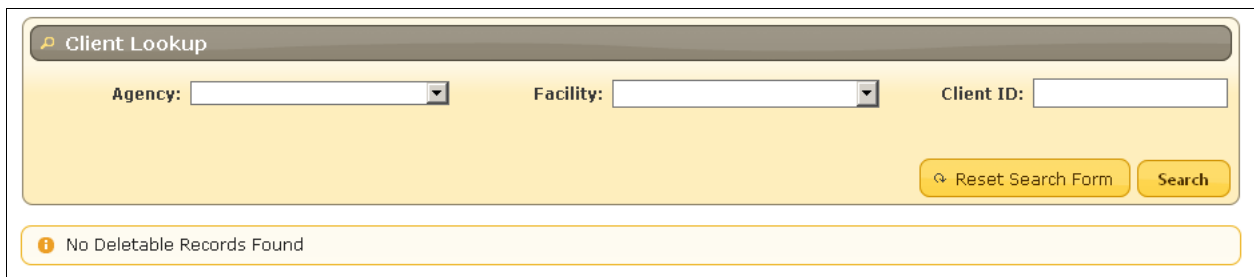 Client Lookup
Agency: Facility: Client ID:
Reset Search Form Search
No Deletable Records Found